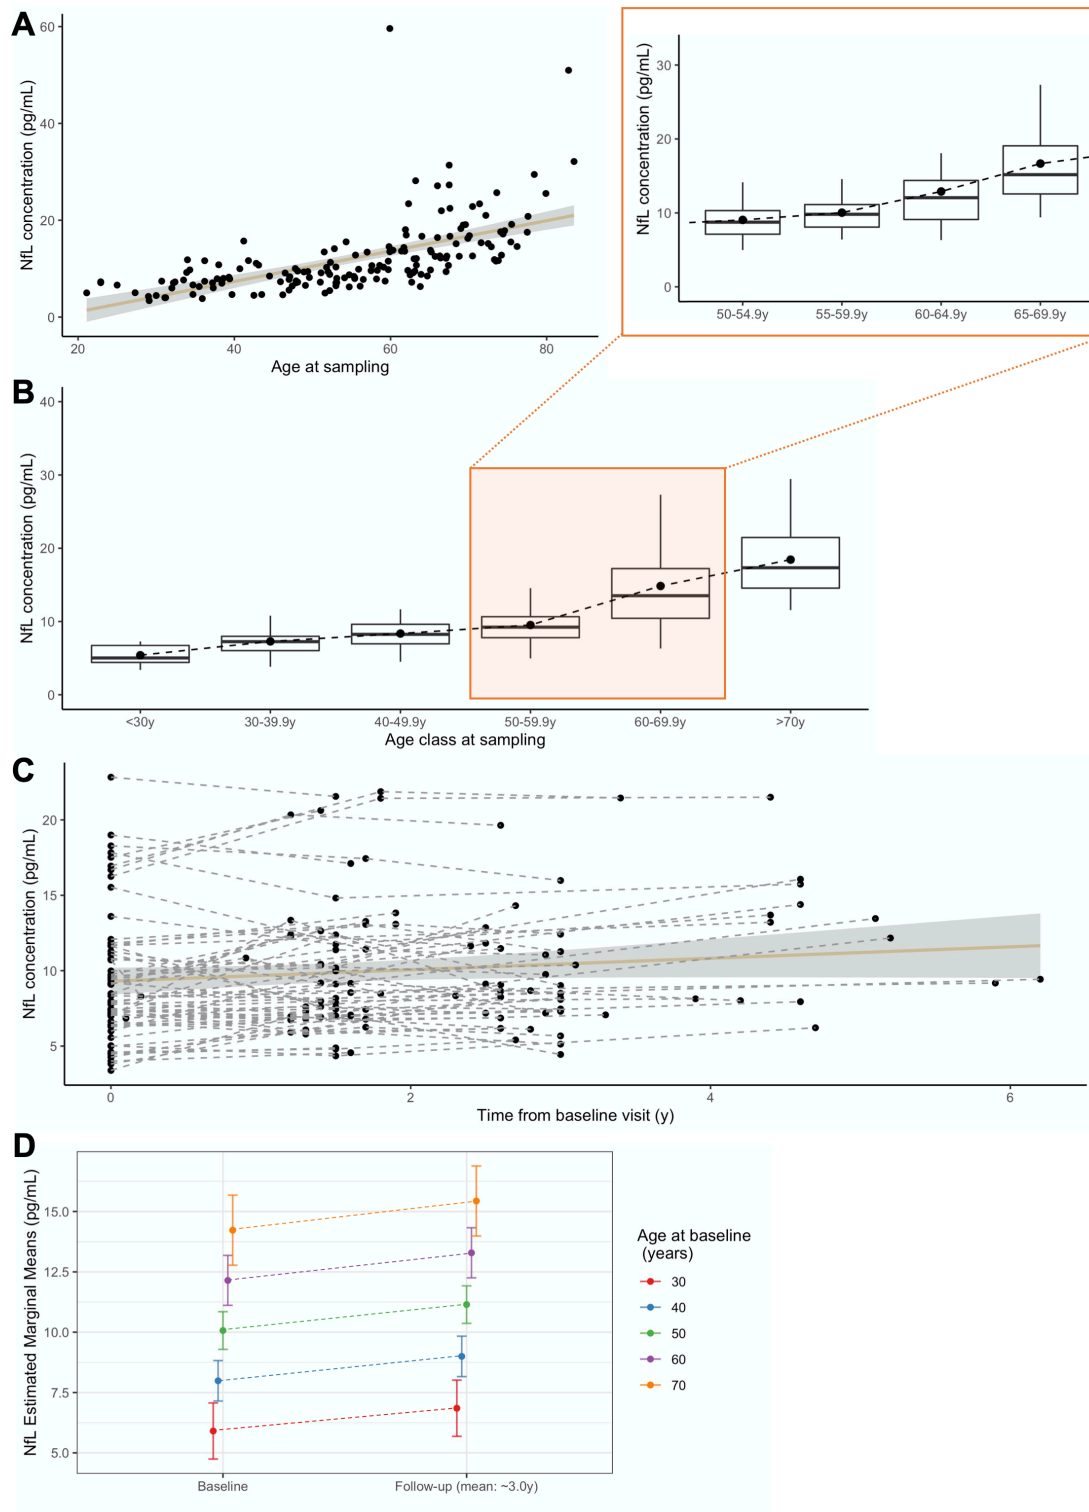 A
NfL concentration (pg/mL)
60
40
20
0
20
40
60
80
Age at sampling
NfL concentration (pg/mL)
30
20
10
0
50-54.9y
55-59.9y
60-64.9y
65-69.9y
B
NfL concentration (pg/mL)
40
30
20
10
0
<30y
30-39.9y
40-49.9y
50-59.9y
60-69.9y
>70y
Age class at sampling
C
NfL concentration (pg/mL)
20
15
10
5
0
2
4
6
Time from baseline visit (y)
D
NfL Estimated Marginal Means (pg/mL)
15.0
12.5
10.0
7.5
5.0
Baseline
Follow-up (mean: ~3.0y)
Age at baseline
(years)
30
40
50
60
70